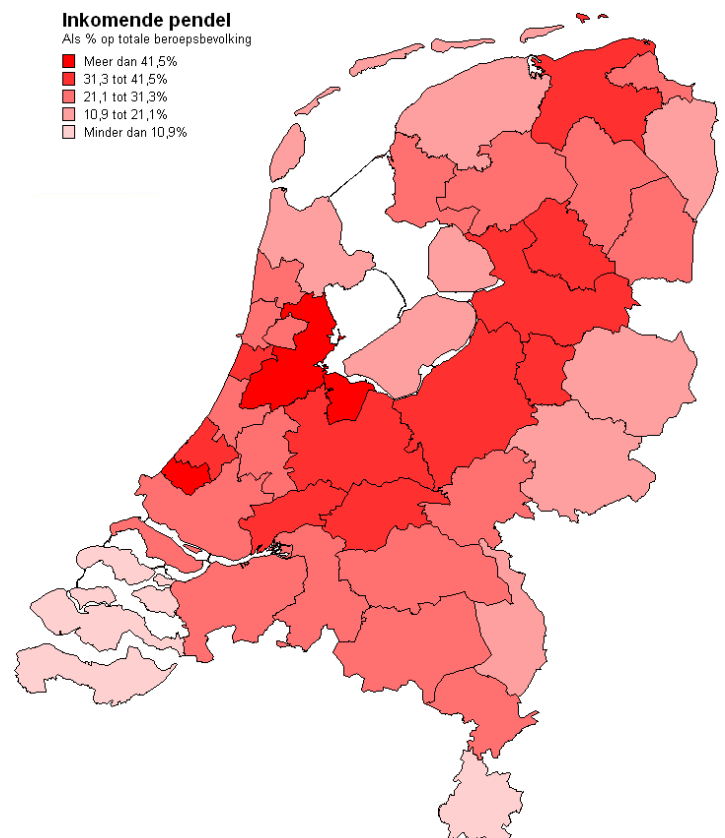 Inkomende pendel
Als % op totale beroepsbevolking
Meer dan 41,5%
31,3 tot 41,5%
21,1 tot 31,3%
10,9 tot 21,1%
Minder dan 10,9%